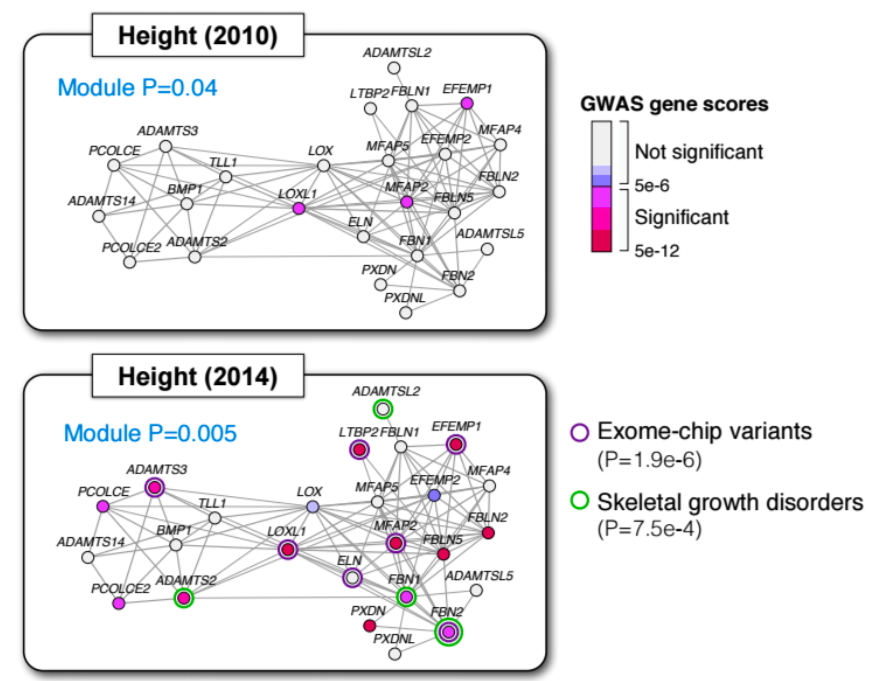 Height (2010)
Module P=0.04
ADAMTSL2
LTBP2
FBLN1
EFEMP1
ADAMTS3
PCOLCE
TLL1
LOX
MFAP5
EFEMP2
MFAP4
BMP1
LOXL1
MFAP2
FBLN2
FBLN5
ADAMTS14
ELN
PCOLCE2
ADAMTS2
FBN1
ADAMTSL5
PXDN
FBN2
PXDNL
GWAS gene scores
Not significant
5e-6
Significant
5e-12
Height (2014)
Module P=0.005
ADAMTSL2
LTBP2
FBLN1
EFEMP1
ADAMTS3
PCOLCE
TLL1
LOX
MFAP5
EFEMP2
MFAP4
BMP1
LOXL1
MFAP2
FBLN2
FBLN5
ADAMTS14
ELN
PCOLCE2
ADAMTS2
FBN1
ADAMTSL5
PXDN
FBN2
PXDNL
Exome-chip variants
(P=1.9e-6)
Skeletal growth disorders
(P=7.5e-4)